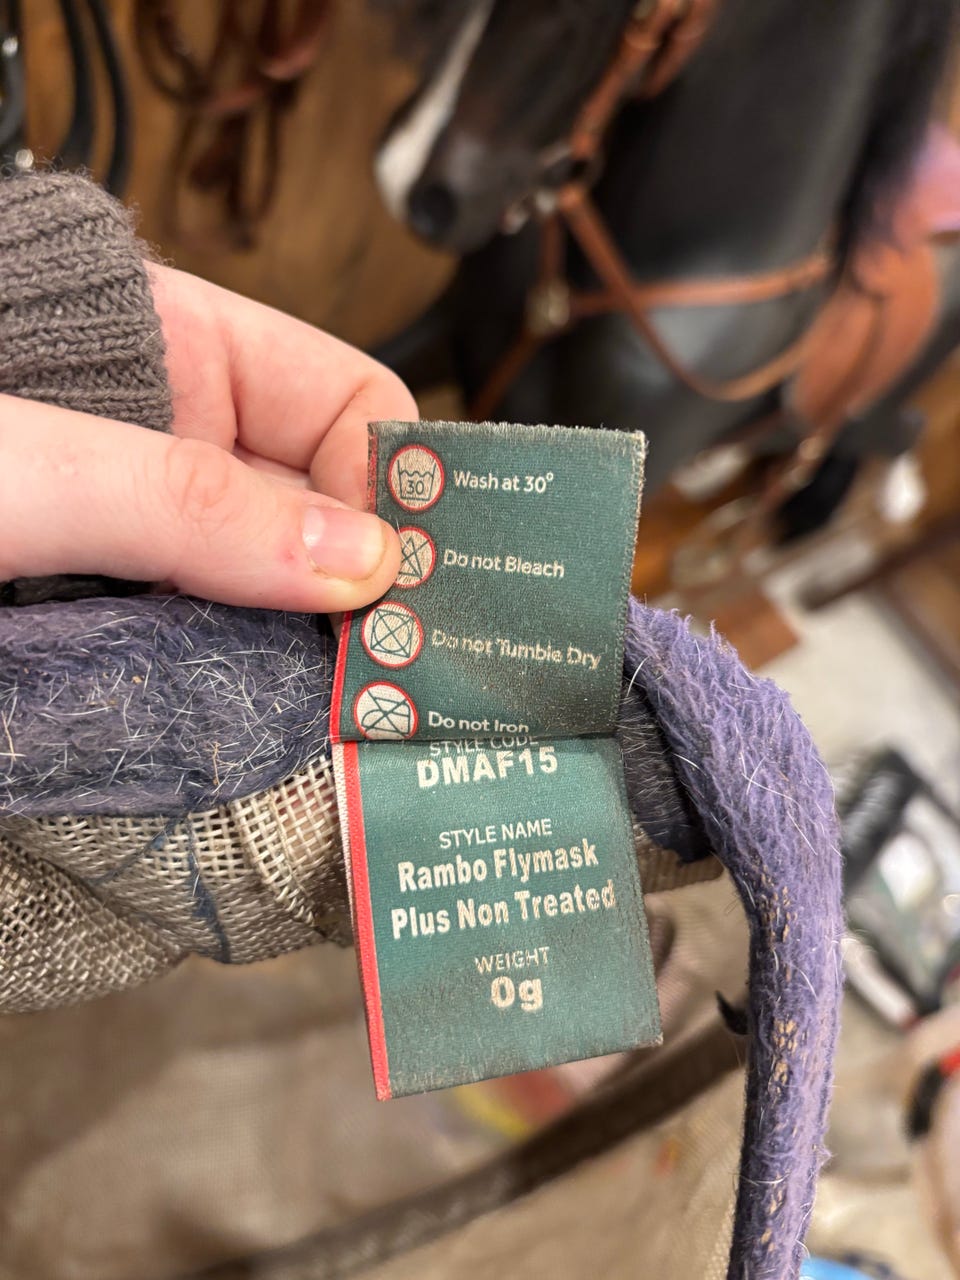 30
Wash at 30°
Do not Bleach
Do not Tumble Dry
Do not Iron
STYLE CODE
DMAF15
STYLE NAME
Rambo Flymask
Plus Non Treated
WEIGHT
0g